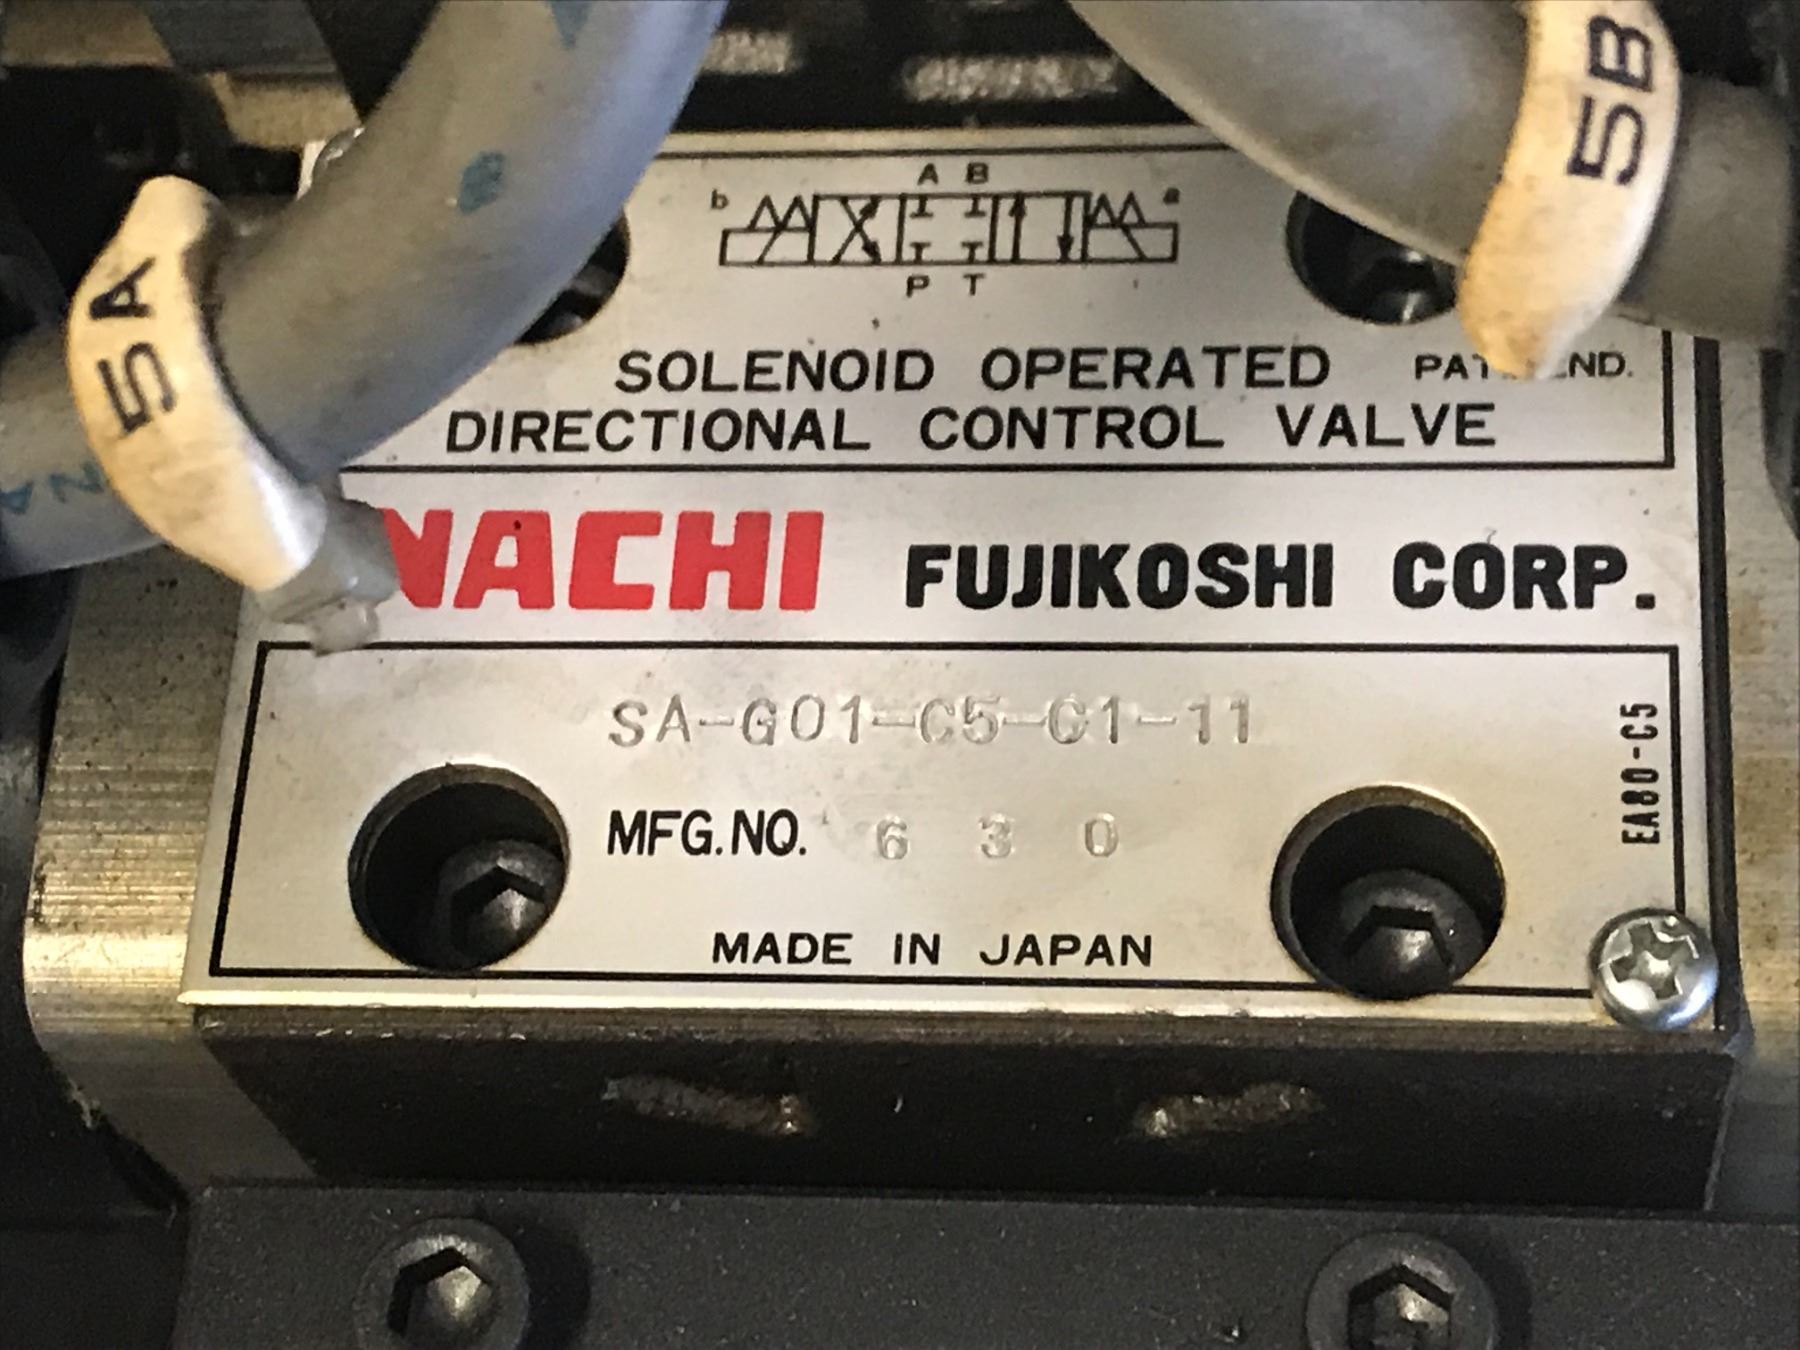 5B
5A
A B
b a
P T
SOLENOID OPERATED
DIRECTIONAL CONTROL VALVE
NACHI FUJIKOSHI CORP.
SA-G01-C5-C1-11
EA80-C5
MFG.NO. 6 3 0
MADE IN JAPAN